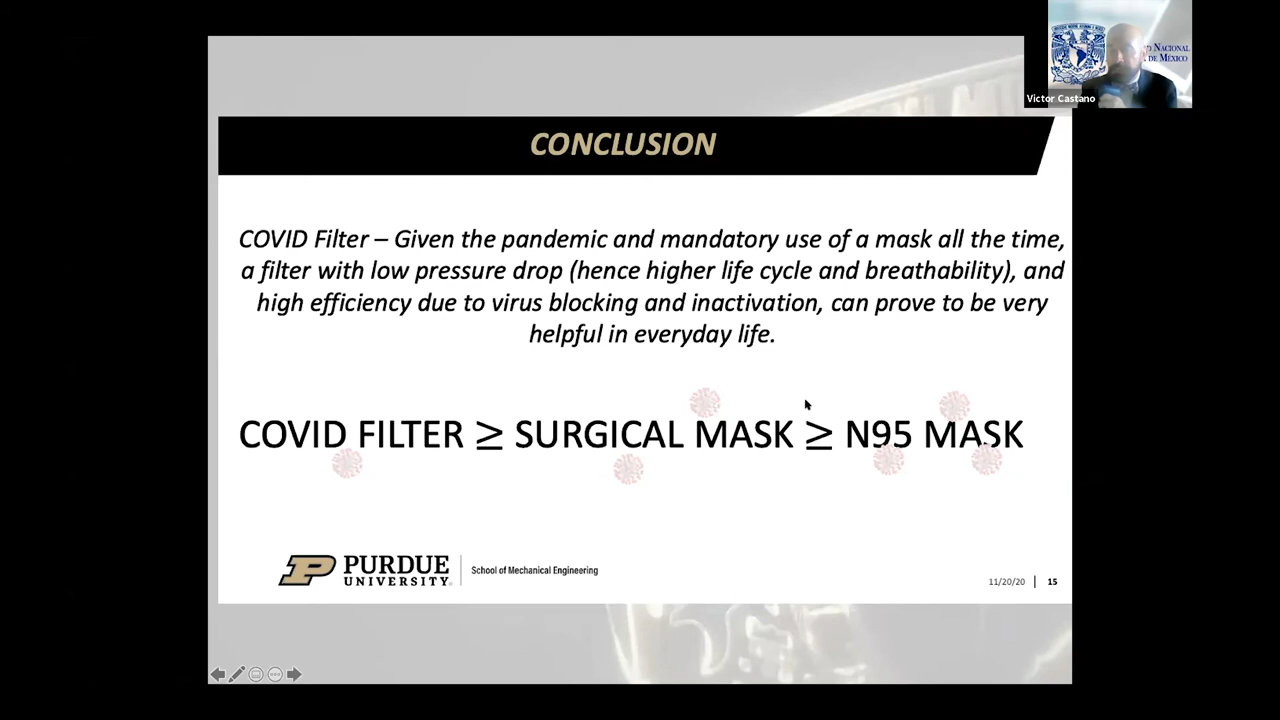 NACIONAL
DE MÉXICO
Victor Castano
CONCLUSION
COVID Filter – Given the pandemic and mandatory use of a mask all the time,
a filter with low pressure drop (hence higher life cycle and breathability), and
high efficiency due to virus blocking and inactivation, can prove to be very
helpful in everyday life.
COVID FILTER ≥ SURGICAL MASK ≥ N95 MASK
PURDUE
UNIVERSITY
School of Mechanical Engineering
11/20/20 | 15